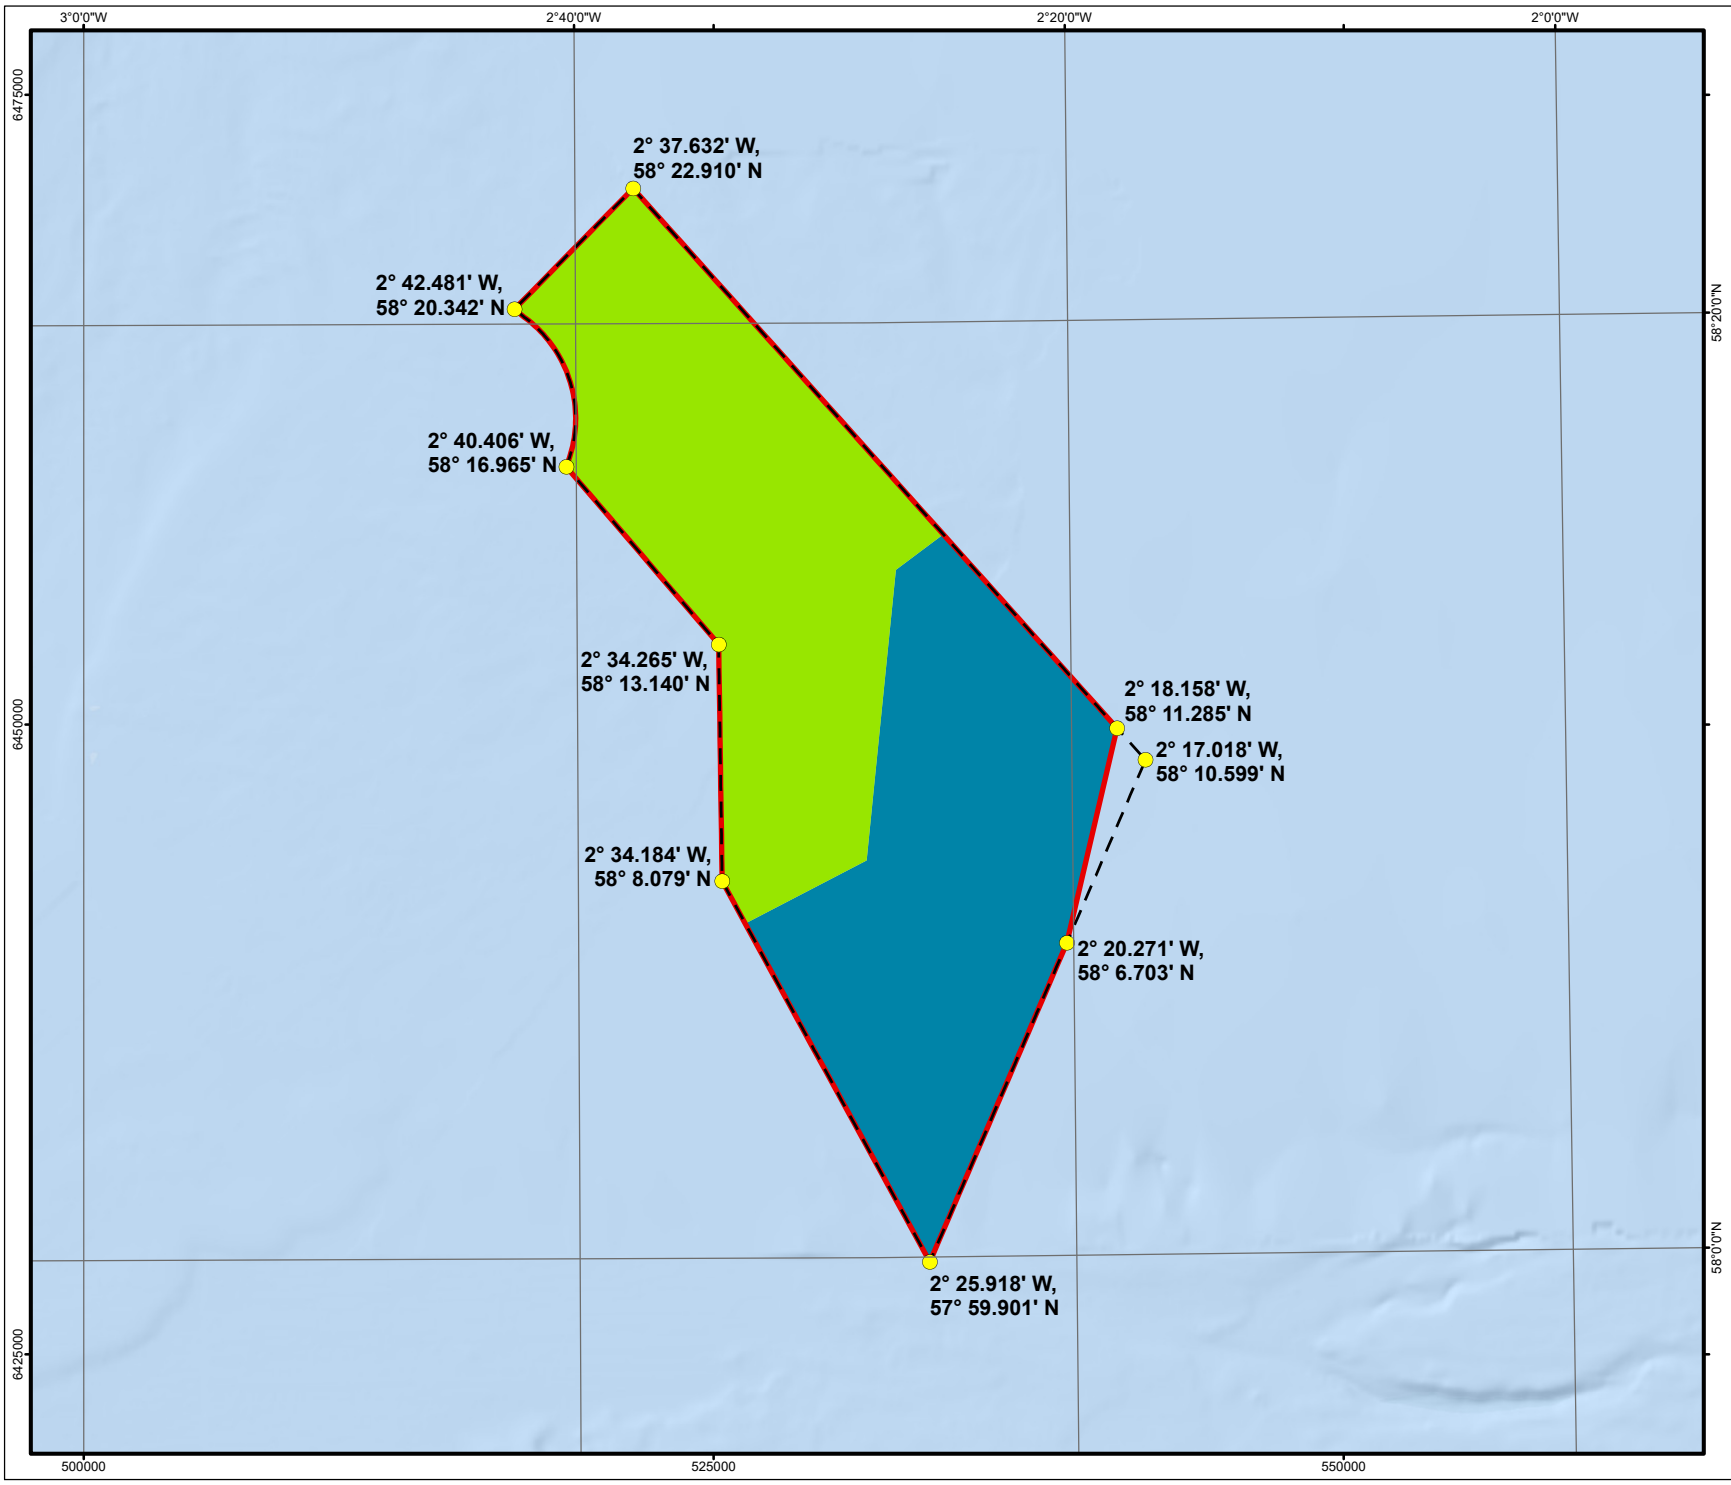 3°0'0"W
2°40'0"W
2°20'0"W
2°0'0"W
6475000
2° 37.632' W,
58° 22.910' N
2° 42.481' W,
58° 20.342' N
58°20'0"N
2° 40.406' W,
58° 16.965' N
2° 34.265' W,
58° 13.140' N
2° 18.158' W,
58° 11.285' N
6450000
2° 17.018' W,
58° 10.599' N
2° 34.184' W,
58° 8.079' N
2° 20.271' W,
58° 6.703' N
58°0'0"N
2° 25.918' W,
57° 59.901' N
6425000
500000
525000
550000